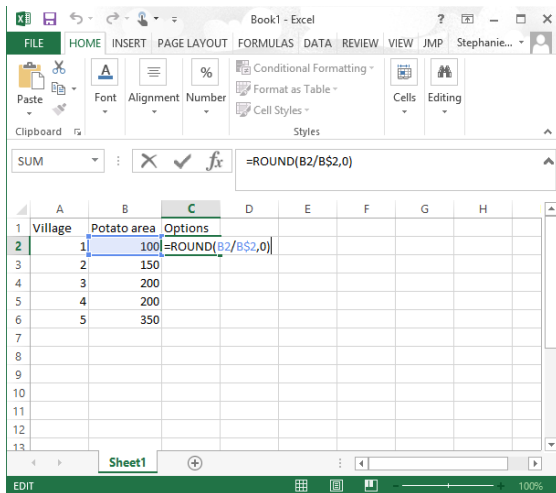 Book1 - Excel
FILE HOME INSERT PAGE LAYOUT FORMULAS DATA REVIEW VIEW JMP Stephanie...
Paste
Font
Alignment
Number
Conditional Formatting
Format as Table
Cell Styles
Cells
Editing
Clipboard
Styles
SUM fx =ROUND(B2/B$2,0)
A B C D E F G H
1 Village Potato area Options
2 1 100 =ROUND(B2/B$2,0)
3 2 150
4 3 200
5 4 200
6 5 350
7
8
9
10
11
12
13
Sheet1
EDIT 100%